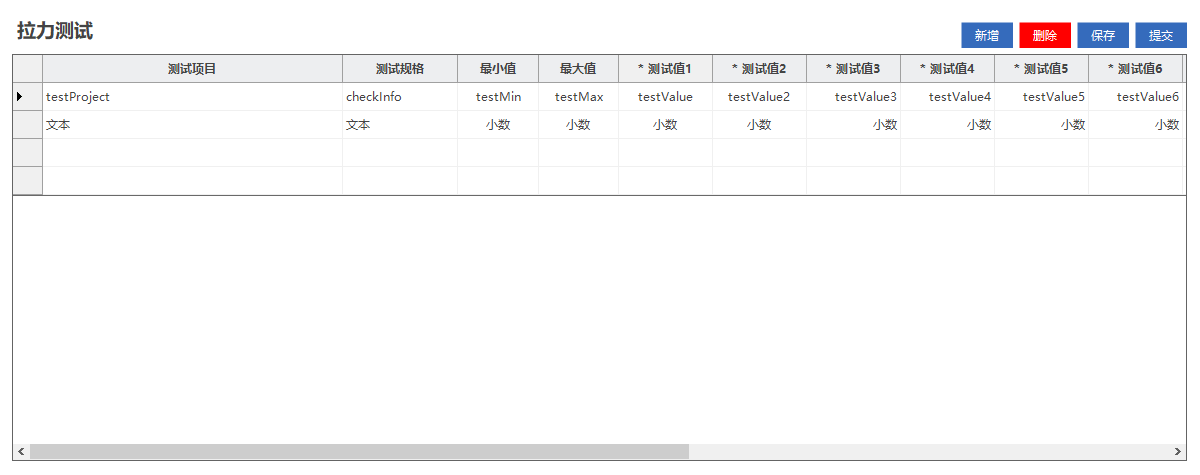 拉力测试
新增 删除 保存 提交
测试项目 测试规格 最小值 最大值 * 测试值1 * 测试值2 * 测试值3 * 测试值4 * 测试值5 * 测试值6
testProject checkInfo testMin testMax testValue testValue2 testValue3 testValue4 testValue5 testValue6
文本 文本 小数 小数 小数 小数 小数 小数 小数 小数